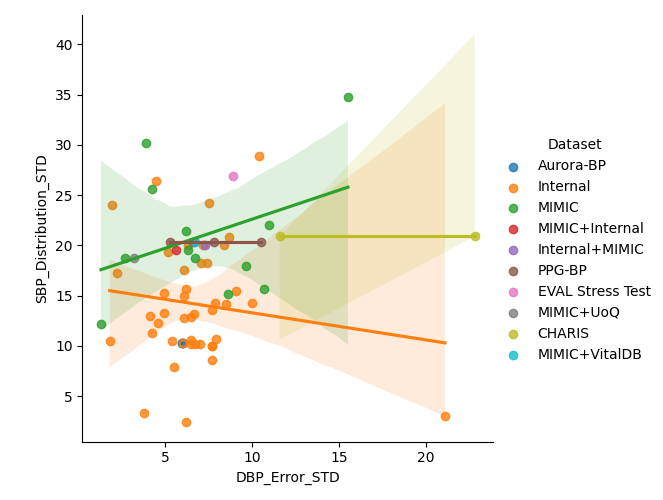 Dataset
Aurora-BP
Internal
MIMIC
MIMIC+Internal
Internal+MIMIC
PPG-BP
EVAL Stress Test
MIMIC+UoQ
CHARIS
MIMIC+VitalDB
SBP_Distribution_STD
40
35
30
25
20
15
10
5
5
10
15
20
DBP_Error_STD